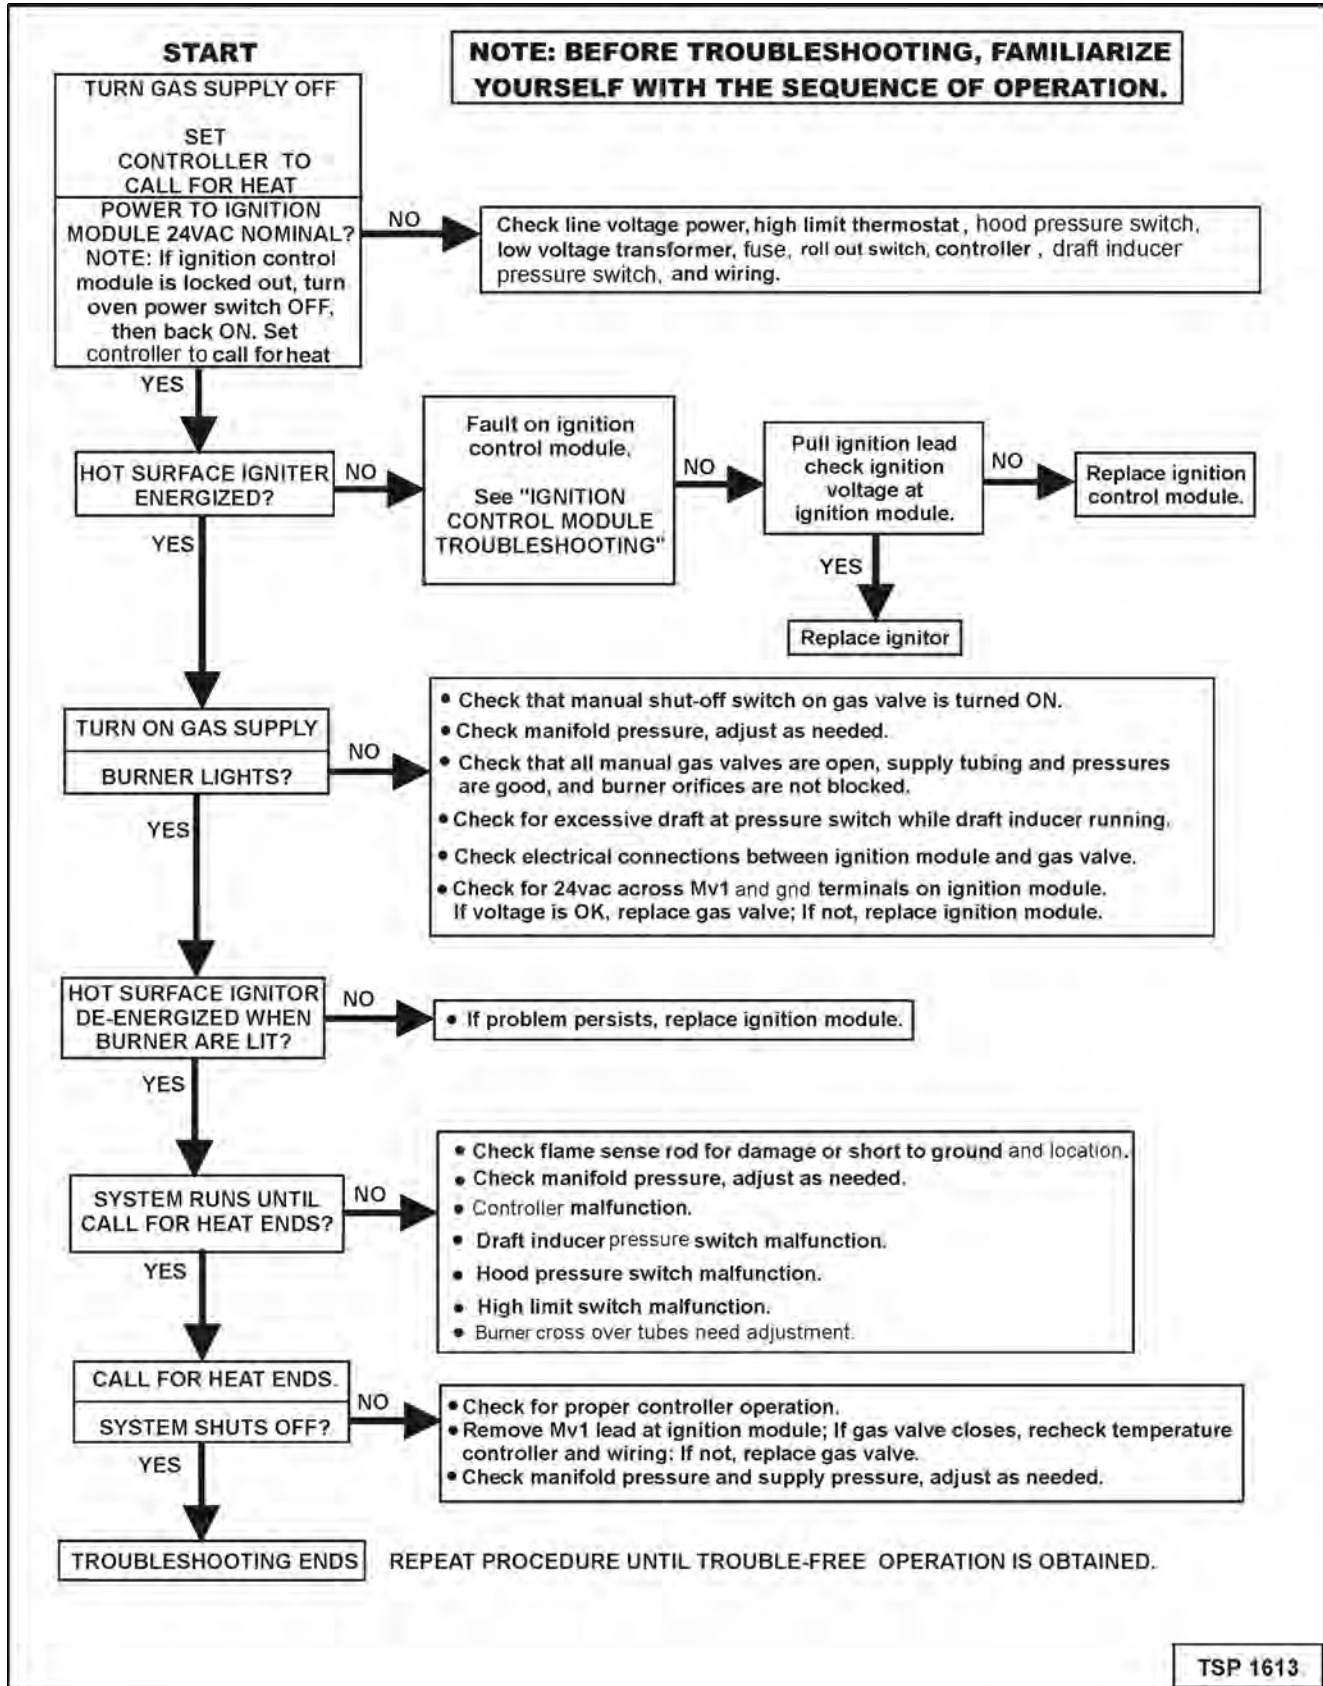 START
NOTE: BEFORE TROUBLESHOOTING, FAMILIARIZE
YOURSELF WITH THE SEQUENCE OF OPERATION.
TURN GAS SUPPLY OFF
SET
CONTROLLER TO
CALL FOR HEAT
POWER TO IGNITION
MODULE 24VAC NOMINAL?
NOTE: If ignition control
module is locked out, turn
oven power switch OFF,
then back ON. Set
controller to call for heat
NO
Check line voltage power, high limit thermostat, hood pressure switch,
low voltage transformer, fuse, roll out switch, controller , draft inducer
pressure switch, and wiring.
YES
HOT SURFACE IGNITER
ENERGIZED?
NO
Fault on ignition
control module.
See "IGNITION
CONTROL MODULE
TROUBLESHOOTING"
NO
Pull ignition lead
check ignition
voltage at
ignition module.
NO
Replace ignition
control module.
YES
Replace ignitor
YES
TURN ON GAS SUPPLY
BURNER LIGHTS?
NO
• Check that manual shut-off switch on gas valve is turned ON.
• Check manifold pressure, adjust as needed.
• Check that all manual gas valves are open, supply tubing and pressures
are good, and burner orifices are not blocked.
• Check for excessive draft at pressure switch while draft inducer running.
• Check electrical connections between ignition module and gas valve.
• Check for 24vac across Mv1 and gnd terminals on ignition module.
If voltage is OK, replace gas valve; If not, replace ignition module.
YES
HOT SURFACE IGNITOR
DE-ENERGIZED WHEN
BURNER ARE LIT?
NO
• If problem persists, replace ignition module.
YES
SYSTEM RUNS UNTIL
CALL FOR HEAT ENDS?
NO
• Check flame sense rod for damage or short to ground and location.
• Check manifold pressure, adjust as needed.
• Controller malfunction.
• Draft inducer pressure switch malfunction.
• Hood pressure switch malfunction.
• High limit switch malfunction.
• Burner cross over tubes need adjustment.
YES
CALL FOR HEAT ENDS.
SYSTEM SHUTS OFF?
NO
• Check for proper controller operation.
• Remove Mv1 lead at ignition module; If gas valve closes, recheck temperature
controller and wiring: If not, replace gas valve.
• Check manifold pressure and supply pressure, adjust as needed.
YES
TROUBLESHOOTING ENDS
REPEAT PROCEDURE UNTIL TROUBLE-FREE OPERATION IS OBTAINED.
TSP 1613